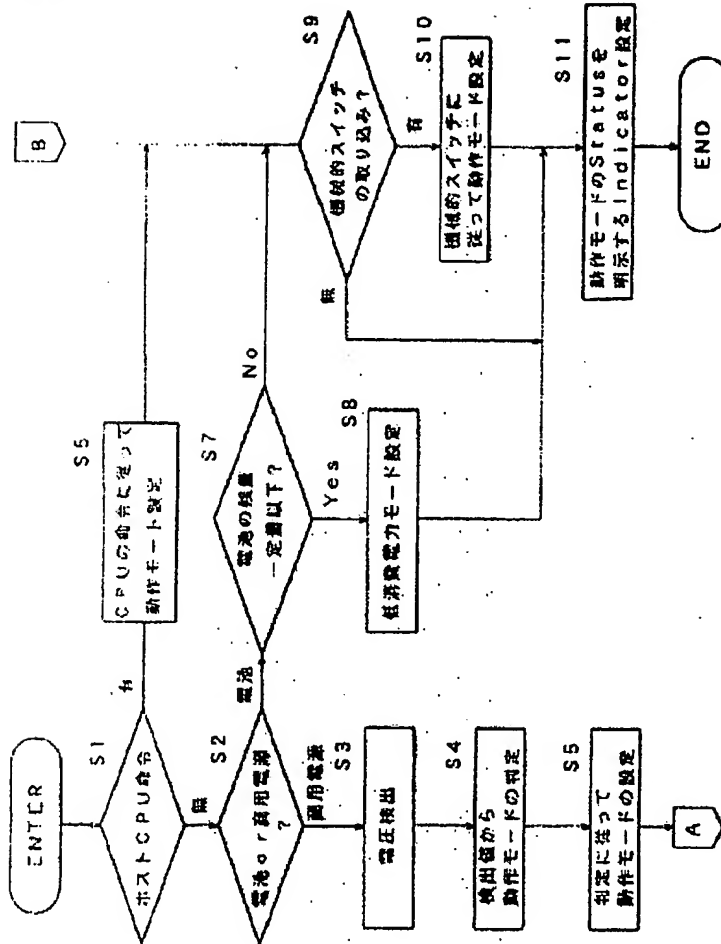 ENTER
S1
ホストCPU命令
有
無
S5
CPUの命令に従って
動作モード設定
S2
電池or商用電源
?
電池
商用電源
S3
電圧検出
S4
検出値から
動作モードの判定
S5
判定に従って
動作モードの設定
A
S7
電池の残量
一定量以下?
No
Yes
S8
低消費電力モード設定
B
S9
機械的スイッチ
の取り込み?
無
有
S10
機械的スイッチに
従って動作モード設定
S11
動作モードのStatusを
明示するIndicator設定
END